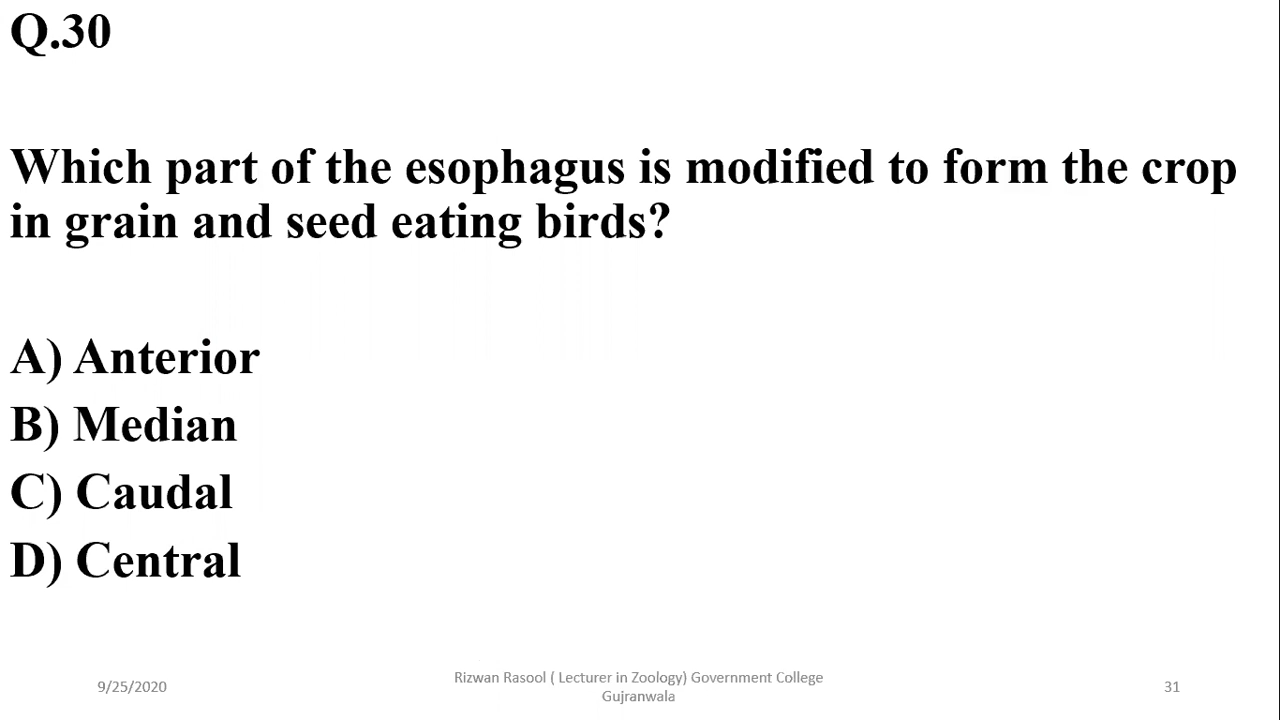 Q.30
Which part of the esophagus is modified to form the crop
in grain and seed eating birds?
A) Anterior
B) Median
C) Caudal
D) Central
9/25/2020
Rizwan Rasool ( Lecturer in Zoology) Government College
Gujranwala
31